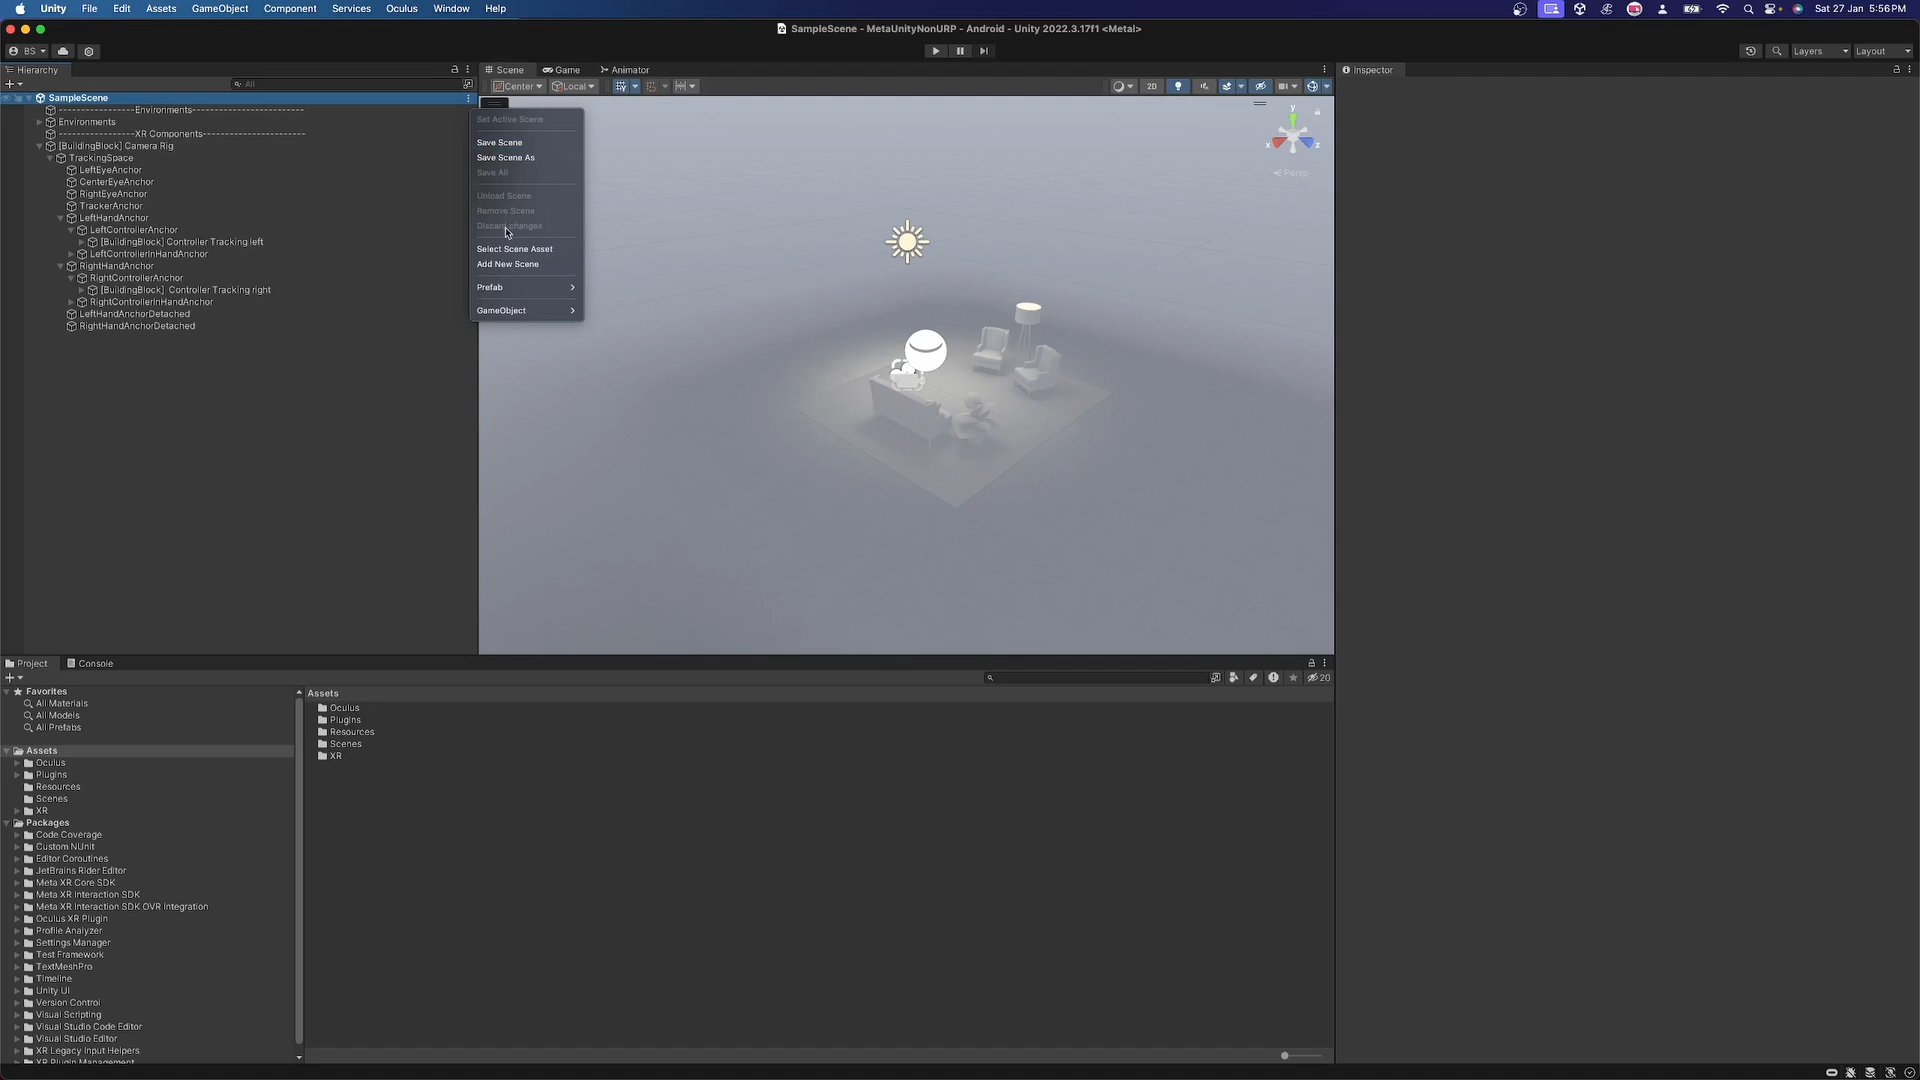 Unity File Edit Assets GameObject Component Services Oculus Window Help Sat 27 Jan 5:56 PM
SampleScene - MetaUnityNonURP - Android - Unity 2022.3.17f1 <Metal>
BS Layers Layout
Hierarchy
All
SampleScene
------------------Environments--------------------------
Environments
------------------XR Components------------------------
[BuildingBlock] Camera Rig
TrackingSpace
LeftEyeAnchor
CenterEyeAnchor
RightEyeAnchor
TrackerAnchor
LeftHandAnchor
LeftControllerAnchor
[BuildingBlock] Controller Tracking left
LeftControllerInHandAnchor
RightHandAnchor
RightControllerAnchor
[BuildingBlock] Controller Tracking right
RightControllerInHandAnchor
LeftHandAnchorDetached
RightHandAnchorDetached
Scene Game Animator
Center Local 2D
Set Active Scene
Save Scene
Save Scene As
Save All
Unload Scene
Remove Scene
Discard changes
Select Scene Asset
Add New Scene
Prefab
GameObject
y
x z
Persp
Inspector
Project Console
20
Favorites
All Materials
All Models
All Prefabs
Assets
Oculus
Plugins
Resources
Scenes
XR
Packages
Code Coverage
Custom NUnit
Editor Coroutines
JetBrains Rider Editor
Meta XR Core SDK
Meta XR Interaction SDK
Meta XR Interaction SDK OVR Integration
Oculus XR Plugin
Profile Analyzer
Settings Manager
Test Framework
TextMeshPro
Timeline
Unity UI
Version Control
Visual Scripting
Visual Studio Code Editor
Visual Studio Editor
XR Legacy Input Helpers
XR Plugin Management
Assets
Oculus
Plugins
Resources
Scenes
XR